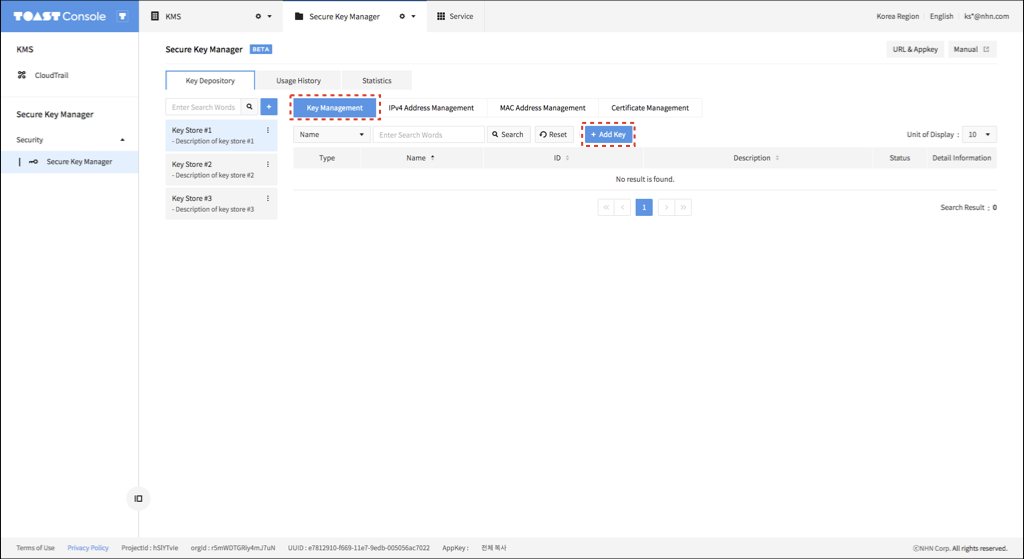 TOAST Console T
KMS
Secure Key Manager
Service
Korea Region
English
ks*@nhn.com
KMS
CloudTrail
Secure Key Manager
Security
Secure Key Manager
Secure Key Manager BETA
URL & Appkey
Manual
Key Depository
Usage History
Statistics
Enter Search Words
+
Key Store #1
- Description of key store #1
Key Store #2
- Description of key store #2
Key Store #3
- Description of key store #3
Key Management
IPv4 Address Management
MAC Address Management
Certificate Management
Name
Enter Search Words
Search
Reset
+ Add Key
Unit of Display :
10
Type
Name
ID
Description
Status
Detail Information
No result is found.
1
Search Result : 0
Terms of Use
Privacy Policy
ProjectId : hSlYTvIe
orgId : r5mWDTGRiy4mJ7uN
UUID : e7812910-f669-11e7-9edb-005056ac7022
AppKey :
전체 복사
ⓒNHN Corp. All rights reserved.